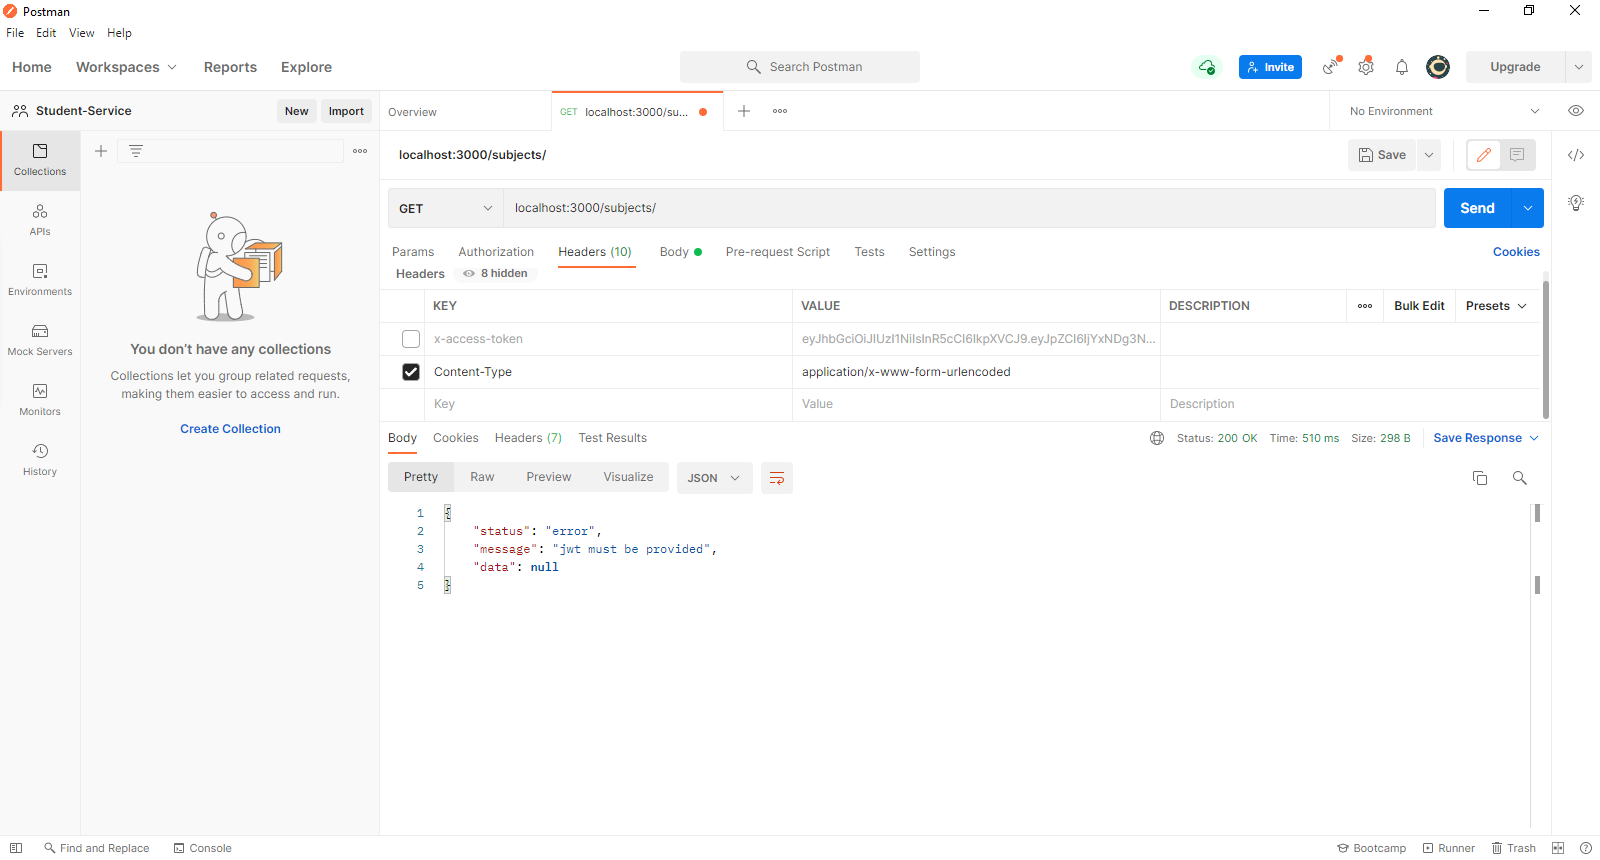 Postman
File Edit View Help
Home Workspaces Reports Explore Search Postman Invite Upgrade
Student-Service New Import Overview GET localhost:3000/su... No Environment
Collections
localhost:3000/subjects/ Save
APIs
GET localhost:3000/subjects/ Send
Params Authorization Headers (10) Body Pre-request Script Tests Settings Cookies
Headers 8 hidden
Environments
KEY VALUE DESCRIPTION Bulk Edit Presets
Mock Servers
x-access-token eyJhbGciOiJIUzI1NiIsInR5cCI6IkpXVCJ9.eyJpZCI6IjYxNDg3N...
You don't have any collections
Collections let you group related requests,
making them easier to access and run.
Content-Type application/x-www-form-urlencoded
Monitors
Key Value Description
Create Collection
Body Cookies Headers (7) Test Results Status: 200 OK Time: 510 ms Size: 298 B Save Response
History
Pretty Raw Preview Visualize JSON
1 {
2 "status": "error",
3 "message": "jwt must be provided",
4 "data": null
5 }
Find and Replace Console Bootcamp Runner Trash